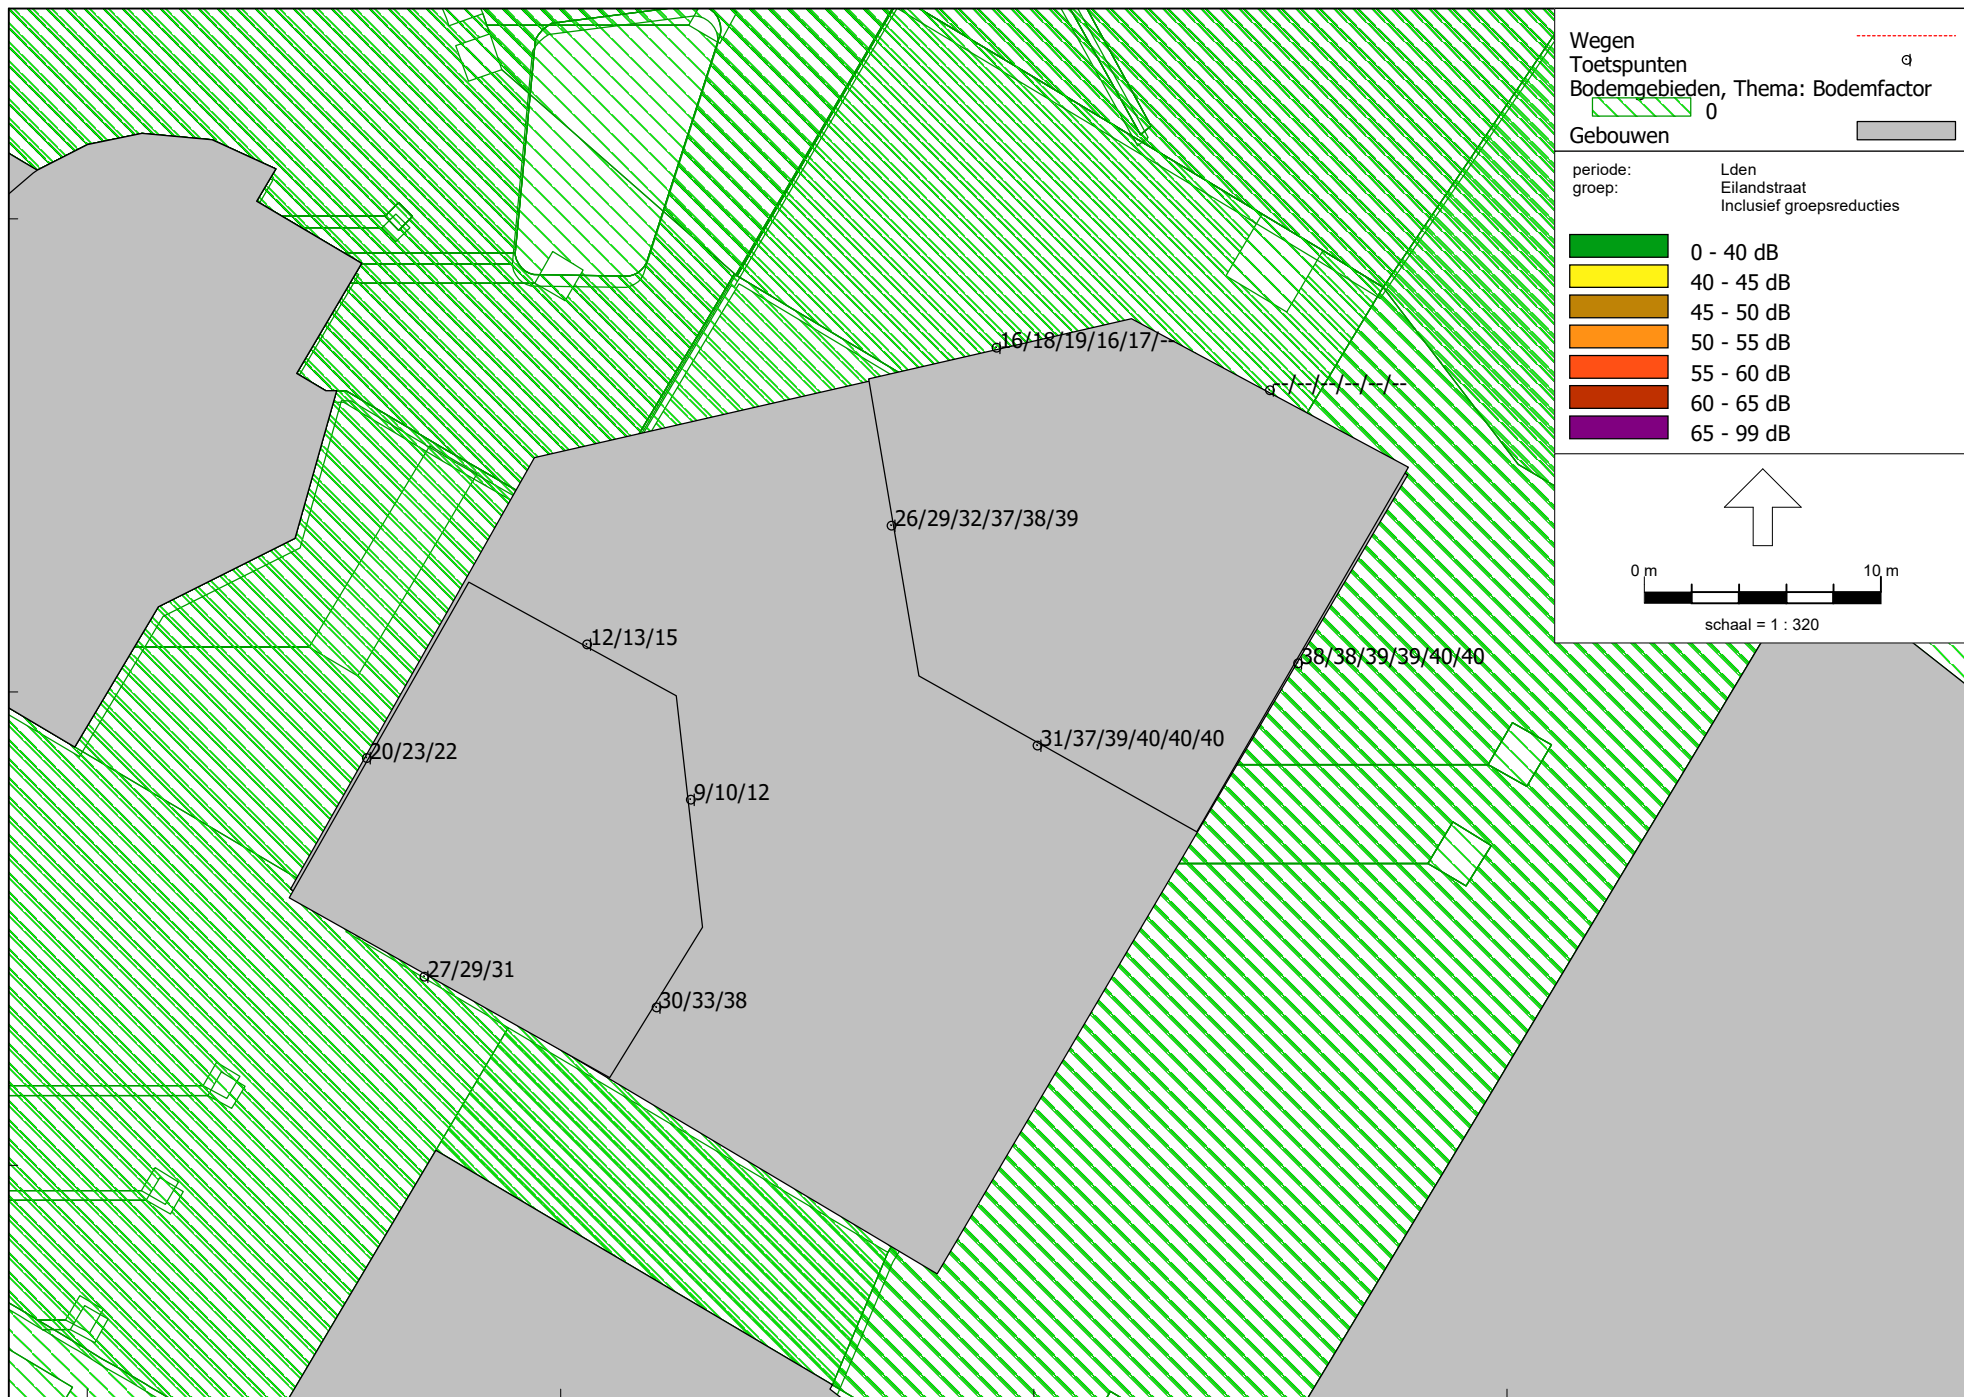 Wegen
Toetspunten
Bodemgebieden, Thema: Bodemfactor
0
Gebouwen
periode: Lden
groep: Eilandstraat
Inclusief groepsreducties
0 - 40 dB
40 - 45 dB
45 - 50 dB
50 - 55 dB
55 - 60 dB
60 - 65 dB
65 - 99 dB
0 m 10 m
schaal = 1 : 320
16/18/19/16/17/--
--/--/--/--/--/--
26/29/32/37/38/39
12/13/15
38/38/39/39/40/40
20/23/22
31/37/39/40/40/40
9/10/12
27/29/31
30/33/38